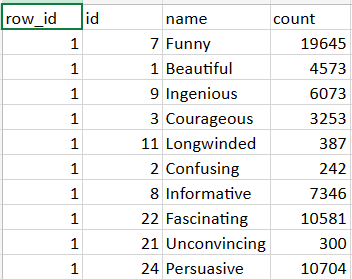 row_id id name count
1 7 Funny 19645
1 1 Beautiful 4573
1 9 Ingenious 6073
1 3 Courageous 3253
1 11 Longwinded 387
1 2 Confusing 242
1 8 Informative 7346
1 22 Fascinating 10581
1 21 Unconvincing 300
1 24 Persuasive 10704